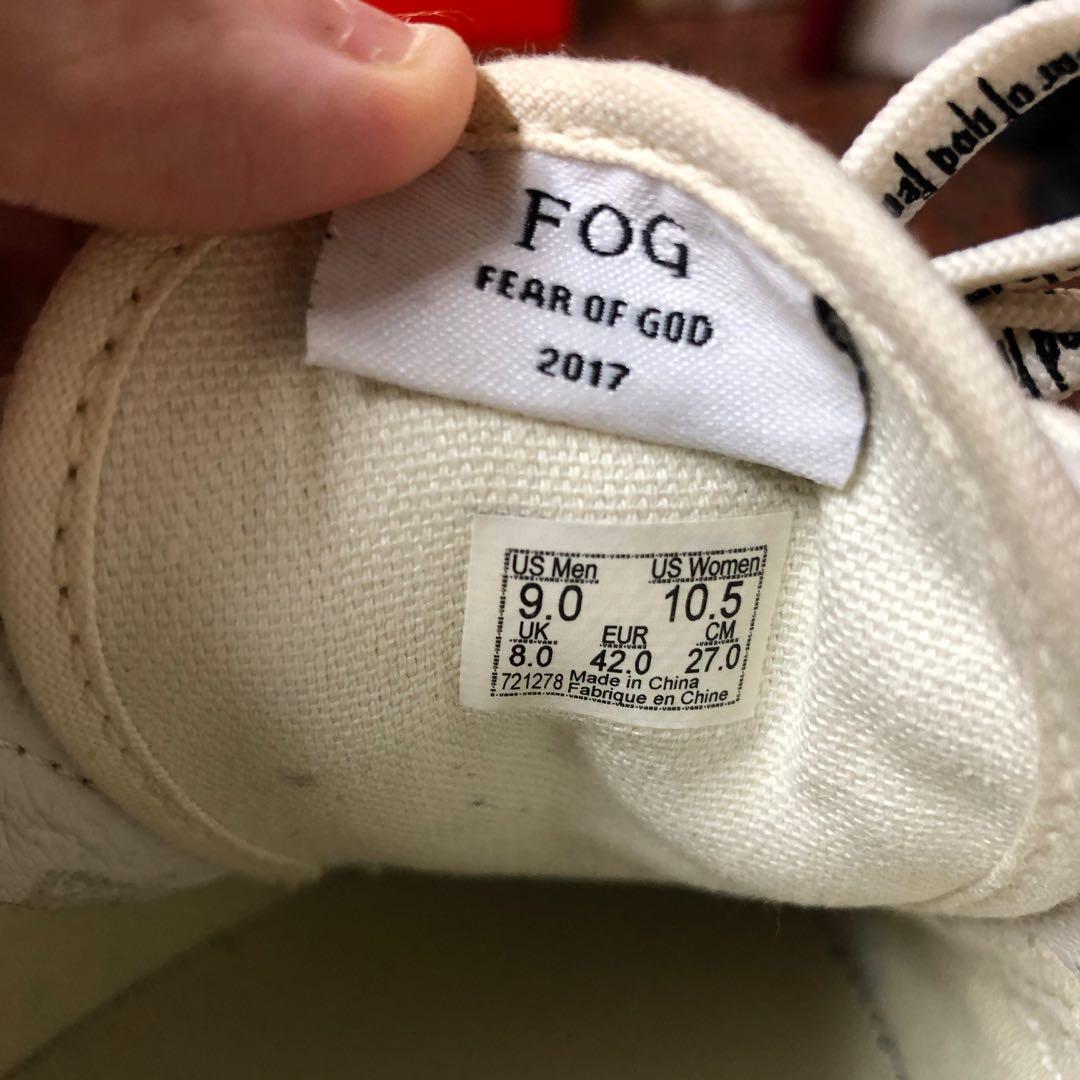 FOG
FEAR OF GOD
2017
US Men US Women
9.0 10.5
UK EUR CM
8.0 42.0 27.0
721278 Made in China
Fabrique en Chine